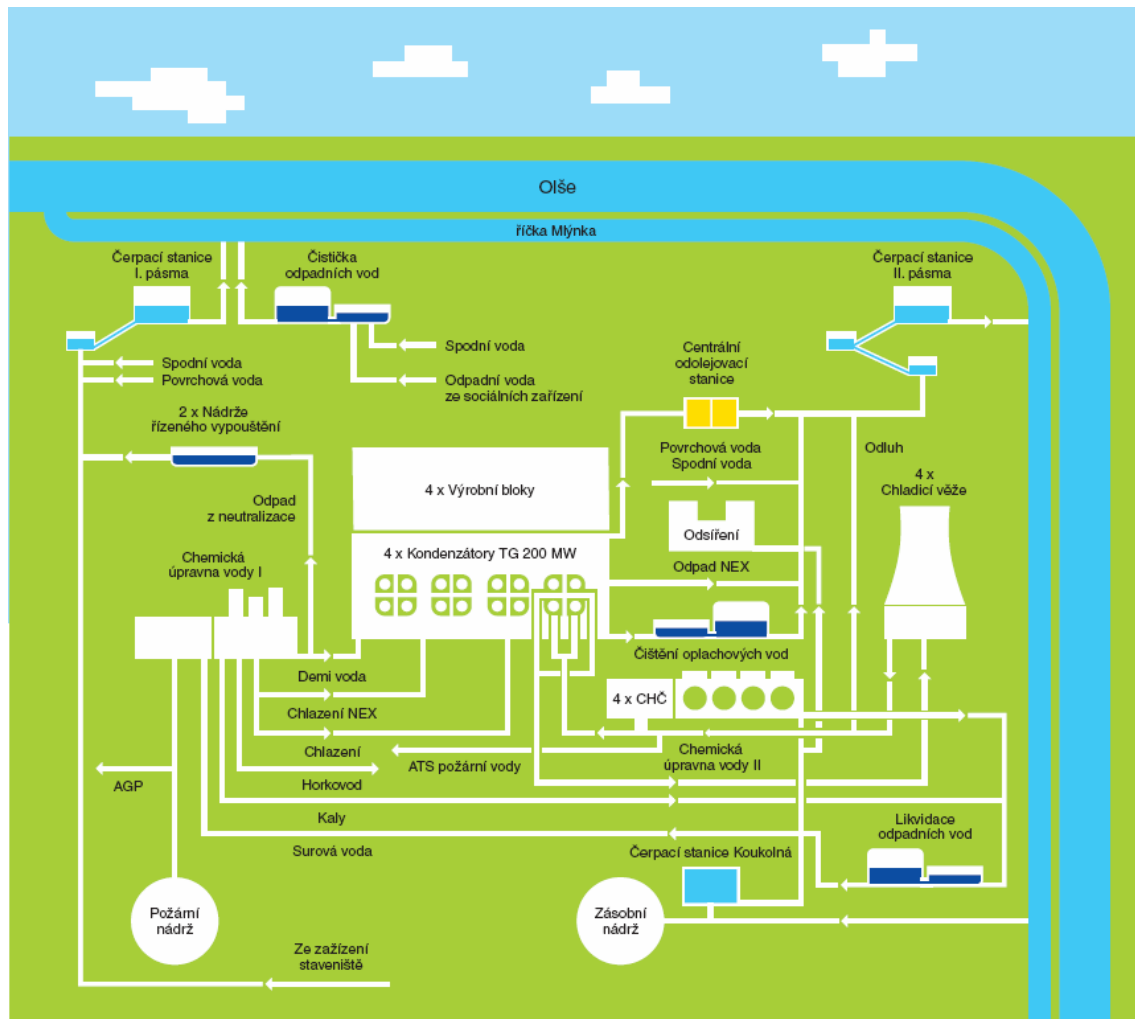 Olše
říčka Mlýnka
Čerpací stanice
I. pásma
Čistička
odpadních vod
Čerpací stanice
II. pásma
Spodní voda
Spodní voda
Povrchová voda
Odpadní voda
ze sociálních zařízení
Centrální
odolejovací
stanice
2 x Nádrže
řízeného vypouštění
Povrchová voda
Spodní voda
Odluh
4 x
Chladicí věže
4 x Výrobní bloky
Odpad
z neutralizace
Odsíření
4 x Kondenzátory TG 200 MW
Odpad NEX
Chemická
úpravna vody I
Čištění oplachových vod
Demi voda
4 x CHČ
Chlazení NEX
Chlazení
ATS požární vody
Chemická
úpravna vody II
AGP
Horkovod
Kaly
Likvidace
odpadních vod
Surová voda
Čerpací stanice Koukolná
Požární
nádrž
Zásobní
nádrž
Ze zažízení
staveniště